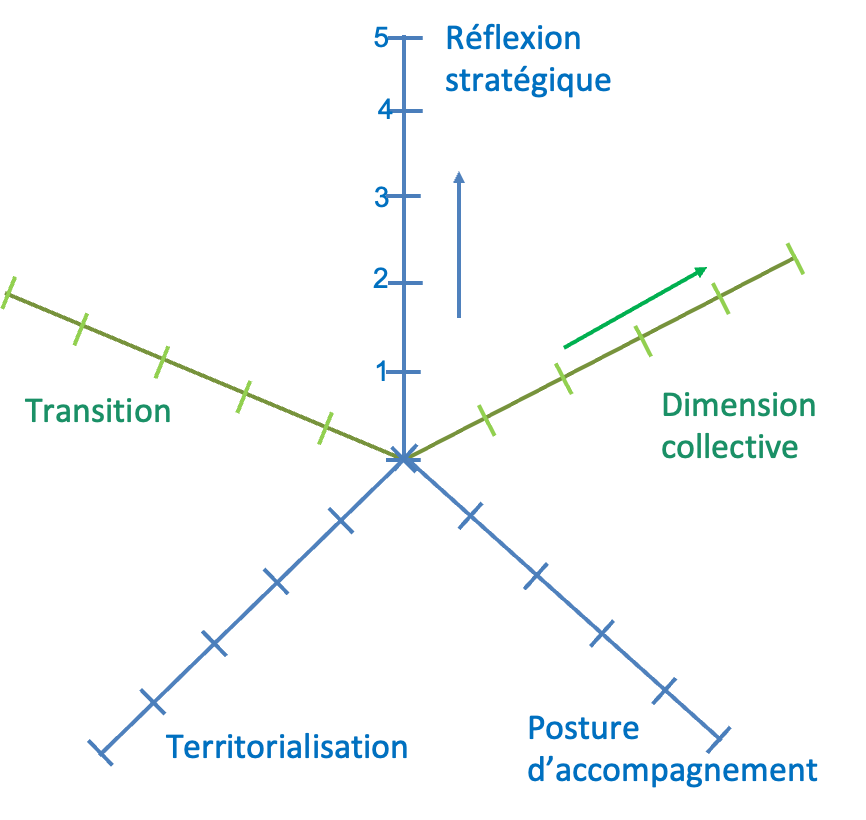 5
Réflexion
stratégique
4
3
2
1
Transition
Dimension
collective
Territorialisation
Posture
d’accompagnement